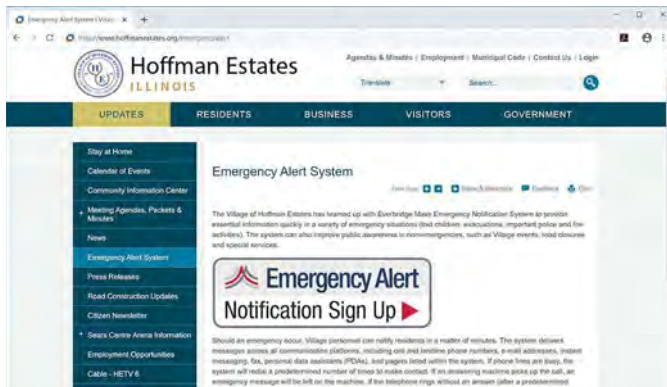 Emergency Alert System | Villa
www.hoffmanestates.org/
Agendas & Minutes | Employment | Municipal Code | Contact Us | Login
Hoffman Estates
ILLINOIS
Translate
Search...
UPDATES RESIDENTS BUSINESS VISITORS GOVERNMENT
Stay at Home
Calendar of Events
Community Information Center
+ Meeting Agendas, Packets & Minutes
News
Emergency Alert System
Press Releases
Road Construction Updates
Citizen Newsletter
+ Sears Centre Arena Information
Employment Opportunities
Cable - HETV 6
Emergency Alert System
Font Size: + - Share & Bookmark Feedback Print
The Village of Hoffman Estates has teamed up with Everbridge Mass Emergency Notification System to provide
essential information quickly in a variety of emergency situations (lost children, evacuations, important police and fire
activities). The system can also improve public awareness in nonemergencies, such as Village events, road closures
and special services.
Emergency Alert
Notification Sign Up
Should an emergency occur, Village personnel can notify residents in a matter of minutes. The system delivers
messages across all communication platforms, including cell and landline phone numbers, e-mail addresses, instant
messaging, fax, personal data assistants (PDAs), and pagers listed within the system. If phone lines are busy, the
system will redial a predetermined number of times to make contact. If an answering machine picks up the call, an
emergency message will be left on the machine. If the telephone rings without an answer (after a predetermined